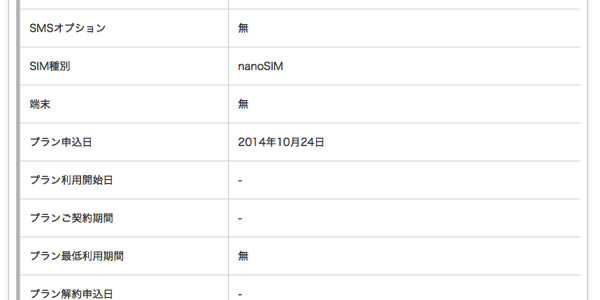 SMSオプション 無
SIM種別 nanoSIM
端末 無
プラン申込日 2014年10月24日
プラン利用開始日 -
プランご契約期間 -
プラン最低利用期間 無
プラン解約申込日 -